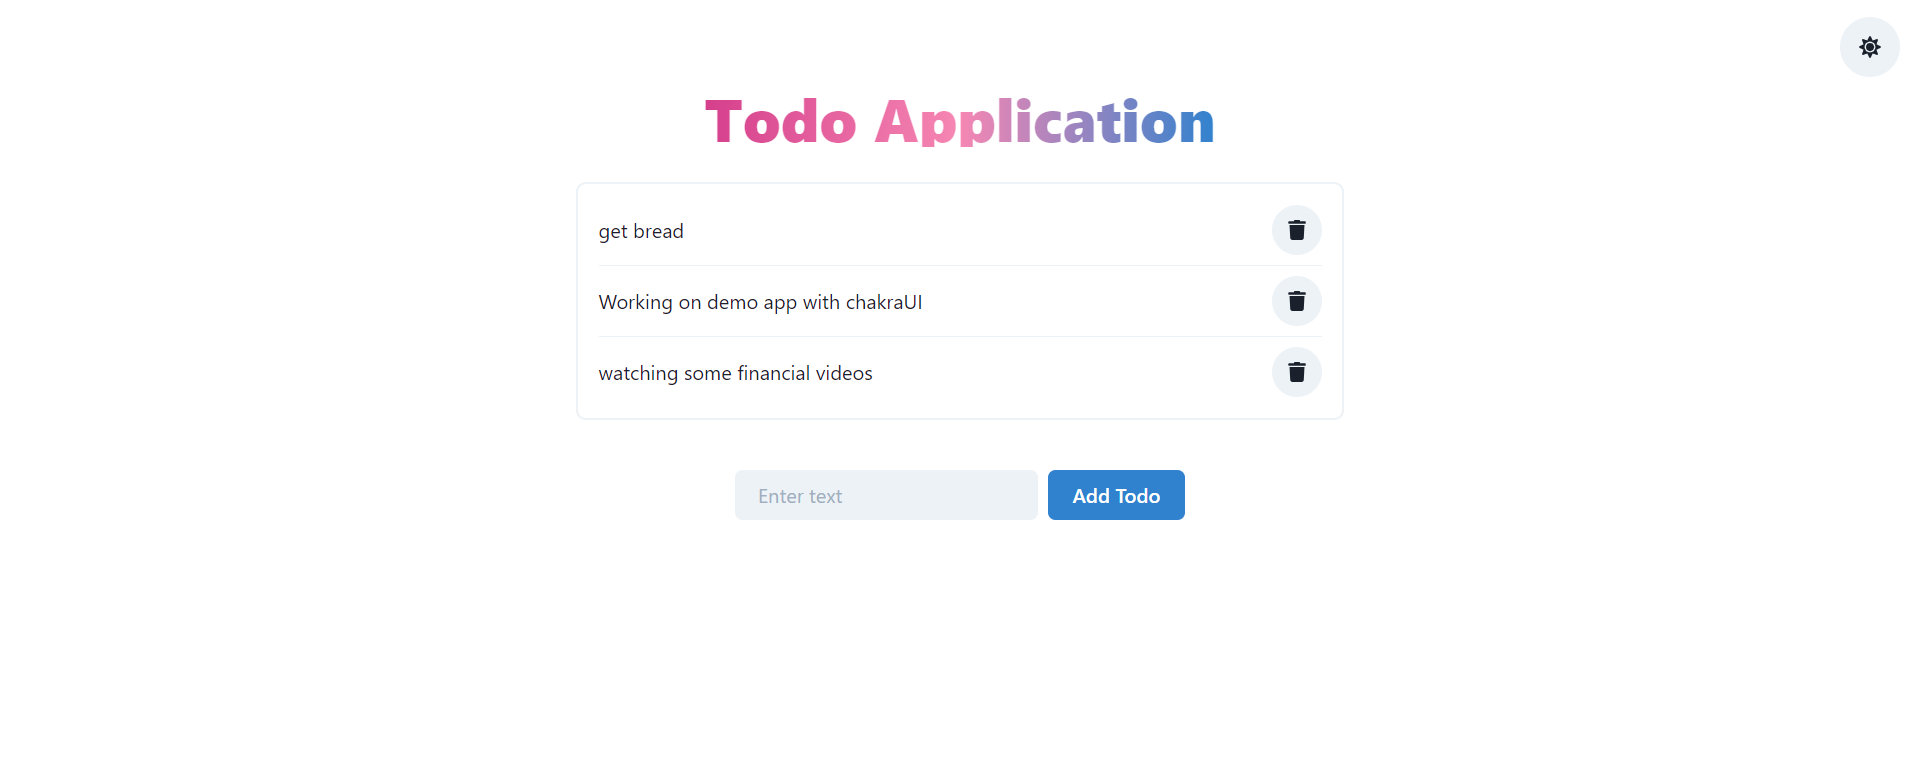 Todo Application
get bread
Working on demo app with chakraUI
watching some financial videos
Enter text
Add Todo